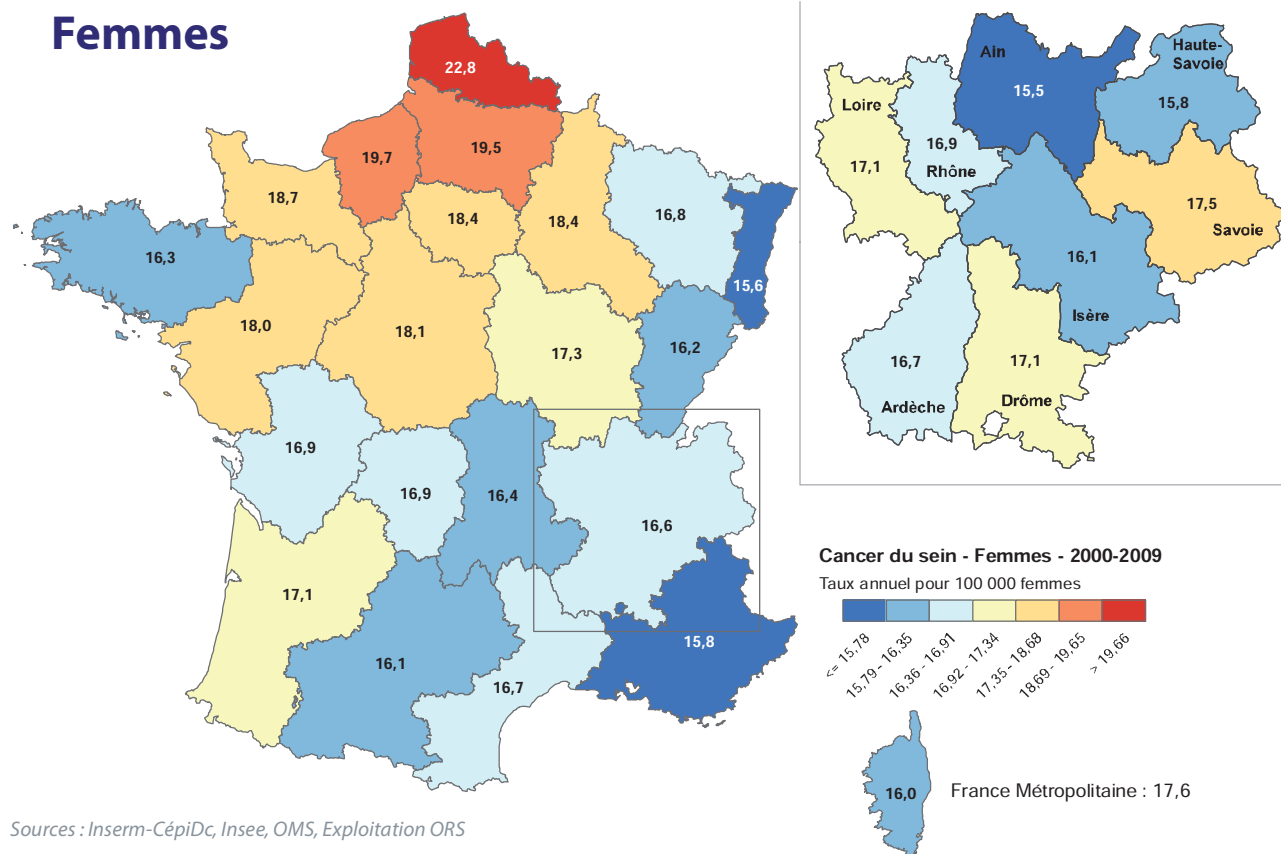 Femmes
22,8
19,7
19,5
18,7
18,4
18,4
16,8
15,6
16,3
18,0
18,1
17,3
16,2
16,9
16,9
16,4
16,6
17,1
16,1
16,7
15,8
Ain
15,5
Haute-
Savoie
15,8
Loire
17,1
16,9
Rhône
17,5
Savoie
16,1
Isère
16,7
Ardèche
17,1
Drôme
Cancer du sein - Femmes - 2000-2009
Taux annuel pour 100 000 femmes
<= 15,78
15,79 - 16,35
16,36 - 16,91
16,92 - 17,34
17,35 - 18,68
18,69 - 19,65
> 19,66
16,0
France Métropolitaine : 17,6
Sources : Inserm-CépiDc, Insee, OMS, Exploitation ORS